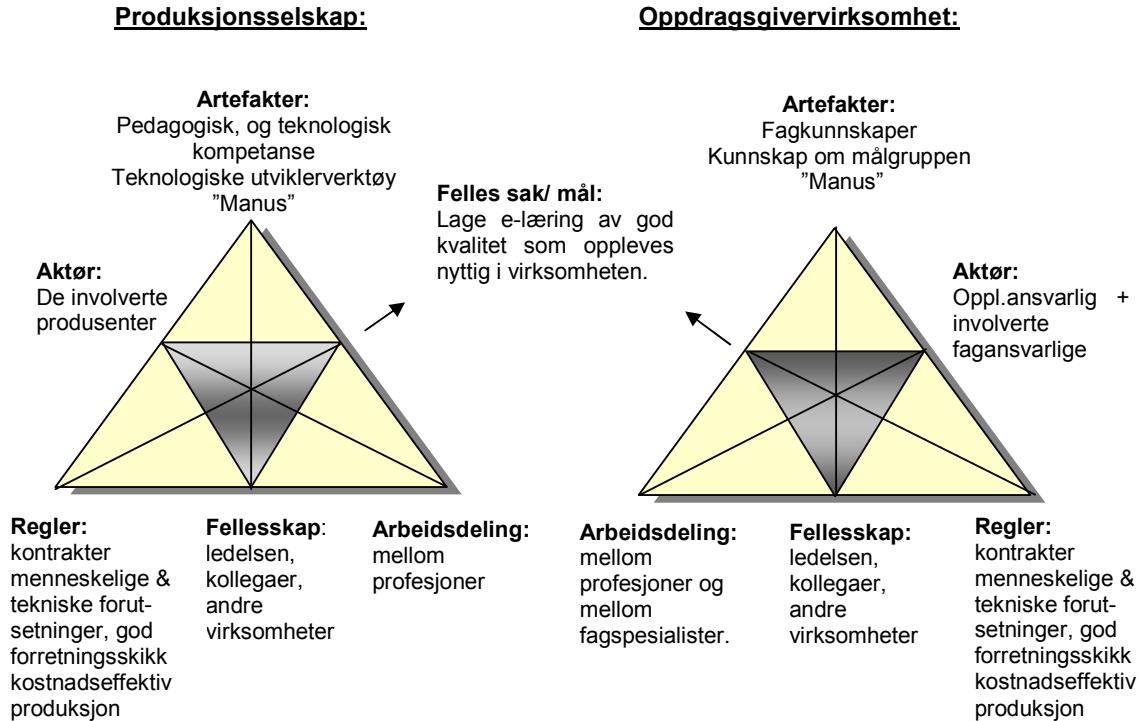 Produksjonsselskap:
Oppdragsgivervirksomhet:
Artefakter:
Pedagogisk, og teknologisk
kompetanse
Teknologiske utviklerverktøy
”Manus”
Artefakter:
Fagkunnskaper
Kunnskap om målgruppen
”Manus”
Felles sak/ mål:
Lage e-læring av god
kvalitet som oppleves
nyttig i virksomheten.
Aktør:
De involverte
produsenter
Aktør:
Oppl.ansvarlig +
involverte
fagansvarlige
Regler:
kontrakter
menneskelige &
tekniske forut-
setninger, god
forretningsskikk
kostnadseffektiv
produksjon
Fellesskap:
ledelsen,
kollegaer,
andre
virksomheter
Arbeidsdeling:
mellom
profesjoner
Arbeidsdeling:
mellom
profesjoner og
mellom
fagspesialister.
Fellesskap:
ledelsen,
kollegaer,
andre
virksomheter
Regler:
kontrakter
menneskelige &
tekniske forut-
setninger, god
forretningsskikk
kostnadseffektiv
produksjon